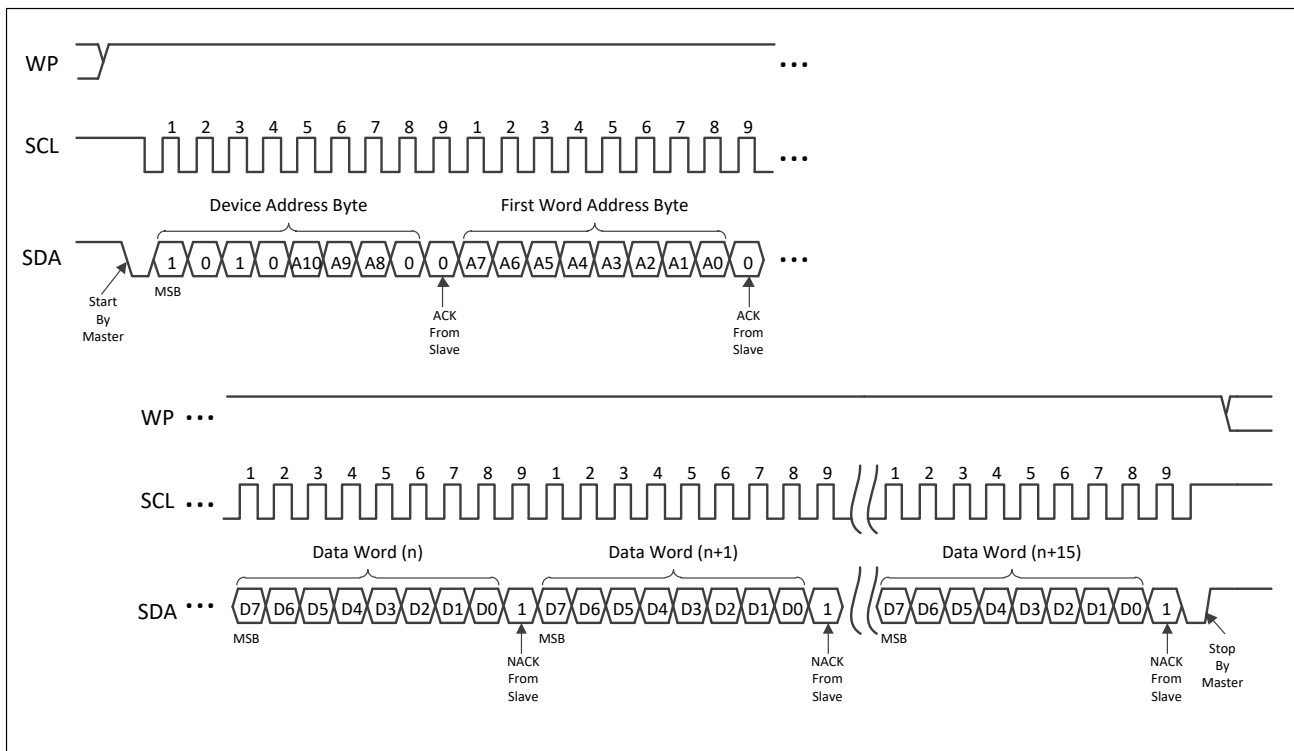 WP
...
1 2 3 4 5 6 7 8 9 1 2 3 4 5 6 7 8 9
SCL
...
Device Address Byte First Word Address Byte
SDA
1 0 1 0 A10 A9 A8 0 0 A7 A6 A5 A4 A3 A2 A1 A0 0
...
MSB
Start
By
Master
ACK
From
Slave
ACK
From
Slave
WP ...
1 2 3 4 5 6 7 8 9 1 2 3 4 5 6 7 8 9 1 2 3 4 5 6 7 8 9
SCL ...
Data Word (n) Data Word (n+1) Data Word (n+15)
SDA ...
D7 D6 D5 D4 D3 D2 D1 D0 1 D7 D6 D5 D4 D3 D2 D1 D0 1 D7 D6 D5 D4 D3 D2 D1 D0 1
MSB MSB MSB
NACK
From
Slave
NACK
From
Slave
NACK
From
Slave
Stop
By
Master